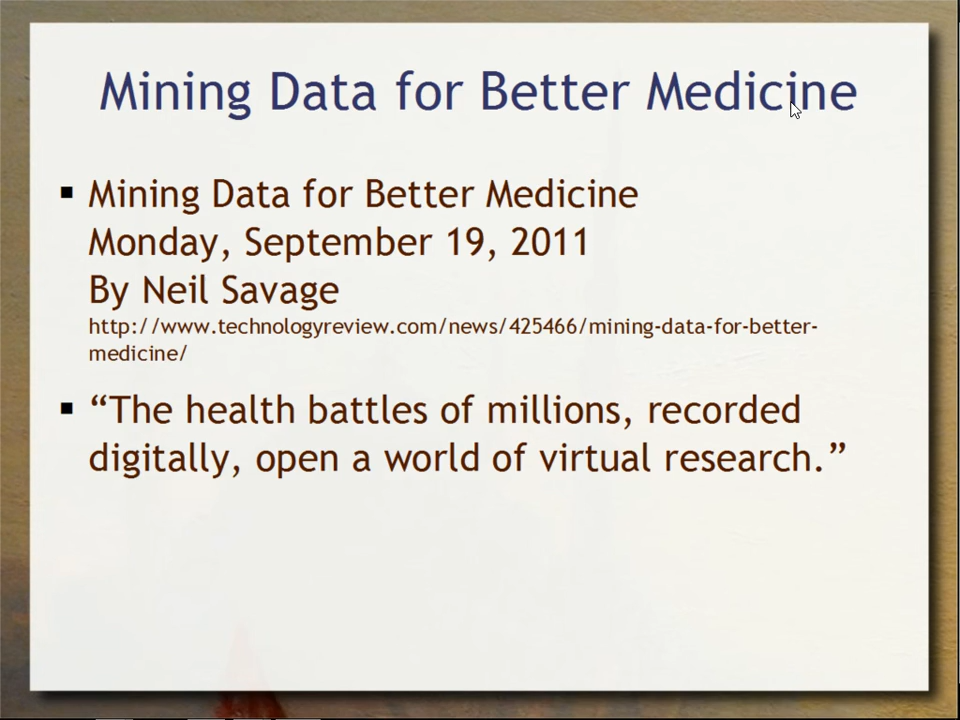 Mining Data for Better Medicine
▪ Mining Data for Better Medicine
Monday, September 19, 2011
By Neil Savage
http://www.technologyreview.com/news/425466/mining-data-for-better-
medicine/
▪ “The health battles of millions, recorded
digitally, open a world of virtual research.”